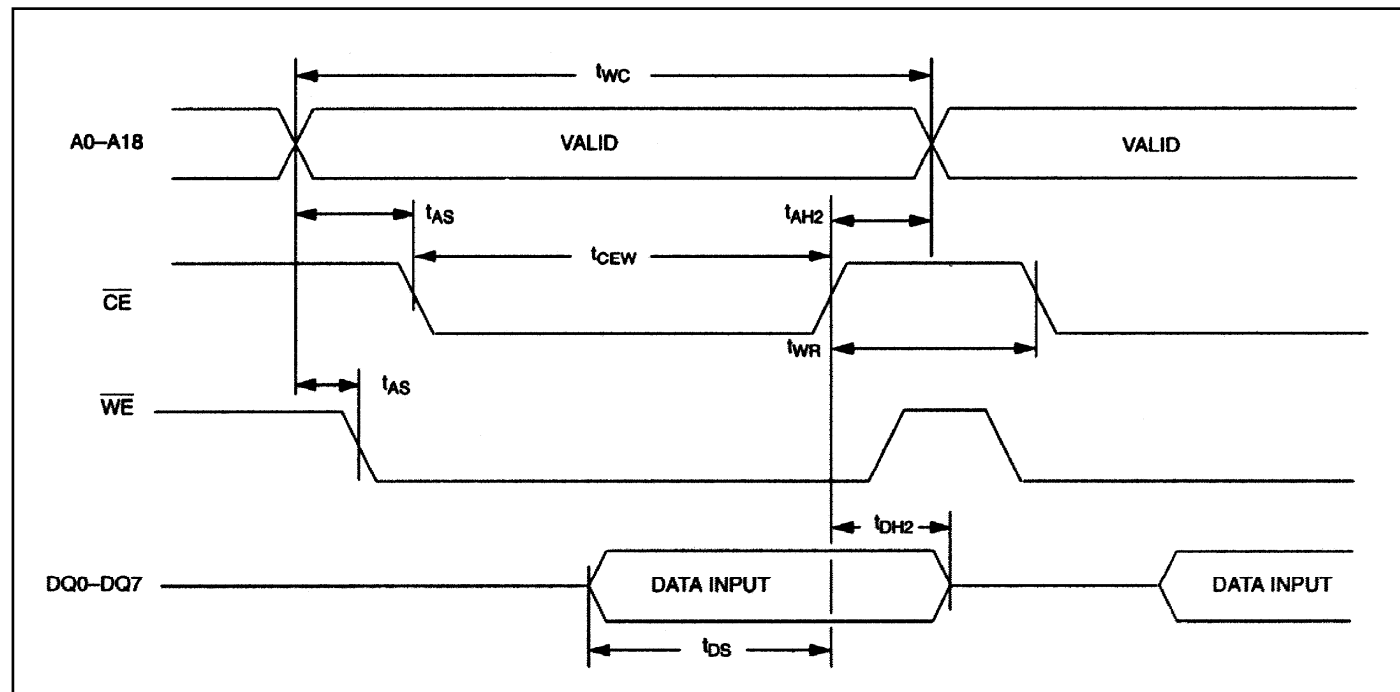 tWC
A0–A18
VALID
VALID
tAS
tAH2
tCEW
CE
tWR
tAS
WE
tDH2
DQ0–DQ7
DATA INPUT
DATA INPUT
tDS